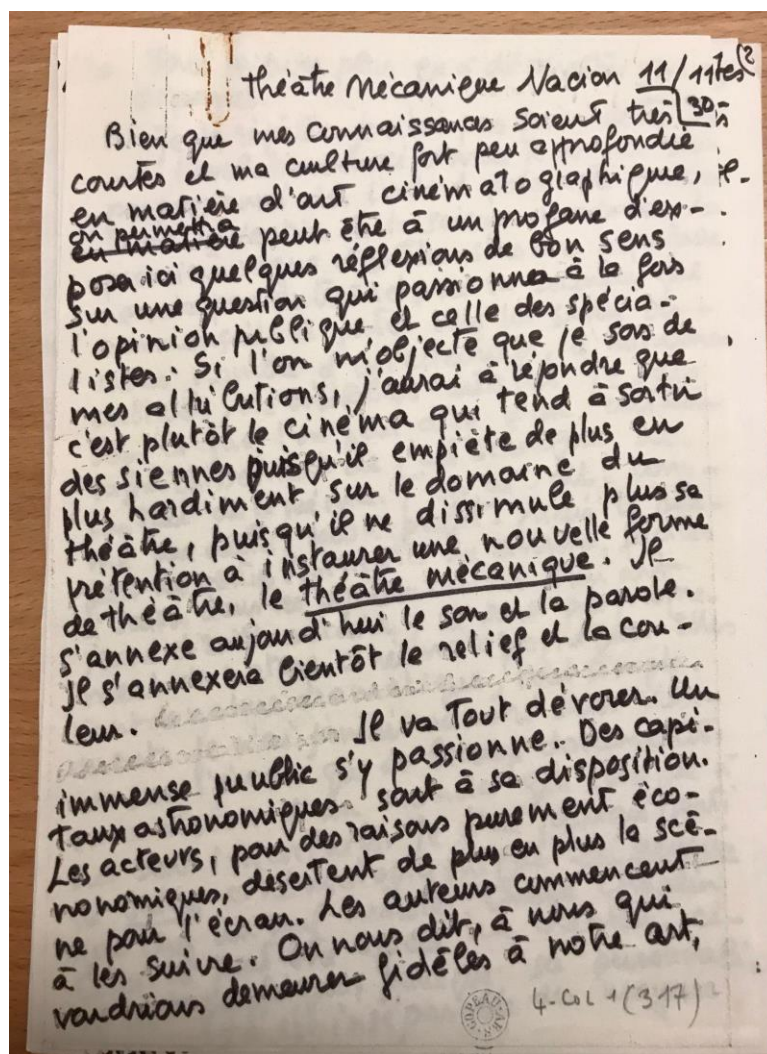 théâtre mécanique Nacion 11/11tes(?
30
Bien que mes connaissances soient très
courtes et ma culture fort peu approfondie
en matière d'art cinématographique,
on permettra
en matière peut être à un profane d'ex-
poser ici quelques réflexions de bon sens
sur une question qui passionne à la fois
l'opinion publique et celle des spécia-
listes. Si l'on m'objecte que je sors de
mes attributions, j'aurai à répondre que
c'est plutôt le cinéma qui tend à sortir
des siennes puisqu'il empiète de plus en
plus hardiment sur le domaine du
théâtre, puisqu'il ne dissimule plus sa
prétention à instaurer une nouvelle forme
de théâtre, le théâtre mécanique. Il
s'annexe aujourd'hui le son et la parole.
Il s'annexera bientôt le relief et la cou-
leur.
Il va tout dévorer. Un
immense public s'y passionne. Des capi-
taux astronomiques sont à sa disposition.
Les acteurs, pour des raisons purement éco-
nonomiques, désertent de plus en plus la scè-
ne pour l'écran. Les auteurs commencent
à les suivre. On nous dit, à nous qui
voudrions demeurer fidèles à notre art,
4-COL-1(317)